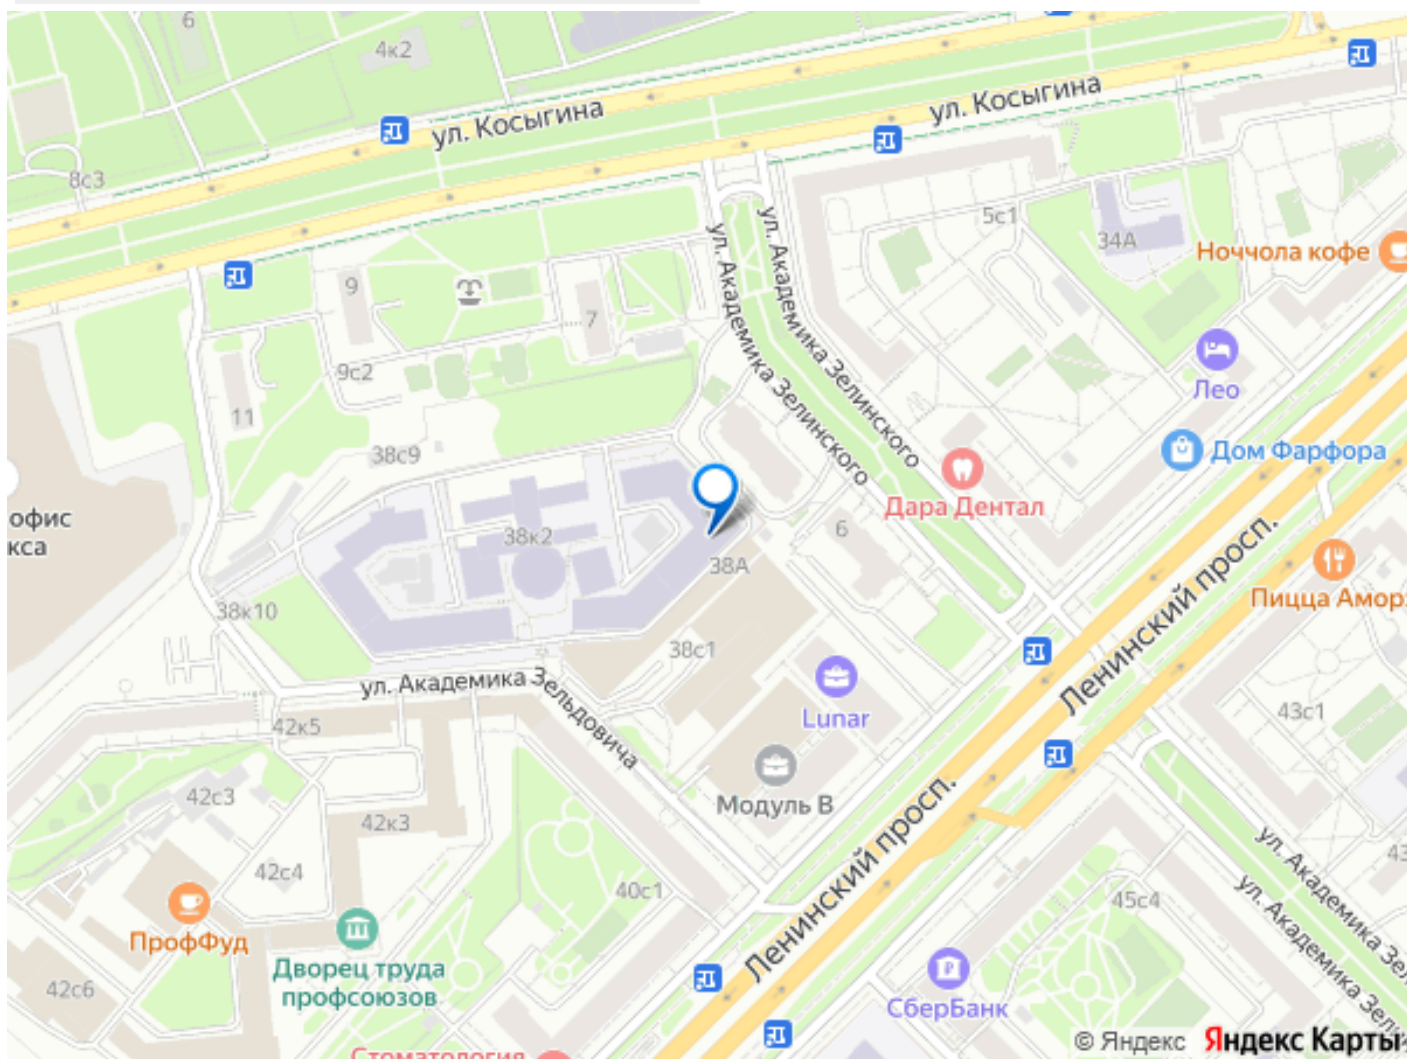 6
4к2
ул. Косыгина
ул. Косыгина
8с3
5с1
34А
Ноччола кофе
ул. Академика Зелинского
ул. Академика Зелинского
9
7
9с2
11
Лео
38с9
Дом Фарфора
Дара Дентал
офис
кса
38к2
6
38А
Ленинский просп.
Пицца Амор
38к10
38с1
ул. Академика Зельдовича
Lunar
43с1
42к5
Модуль В
42с3
42к3
Ленинский просп.
ул. Академика Зе
ул. Академика Зели
43
42с4
40с1
45с4
ПрофФуд
Дворец труда
профсоюзов
42с6
СберБанк
Стоматология
© Яндекс Яндекс Карты